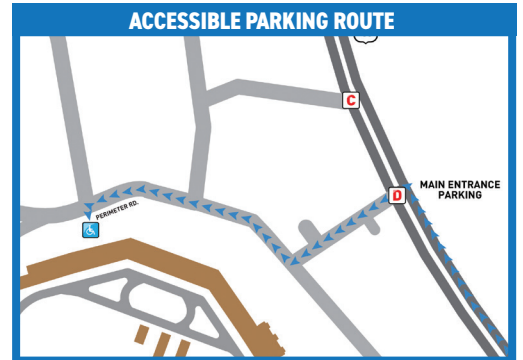 ACCESSIBLE PARKING ROUTE
C
D
MAIN ENTRANCE
PARKING
PERIMETER RD.